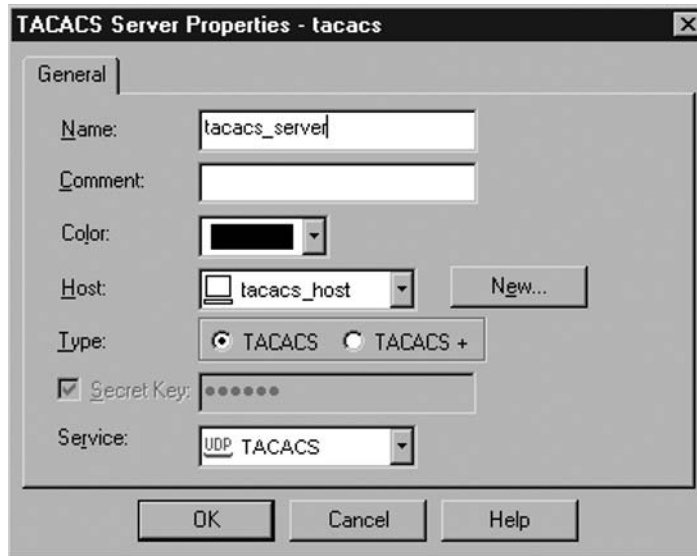 TACACS Server Properties - tacacs
General
Name: tacacs_server
Comment:
Color:
Host: tacacs_host New...
Type: TACACS TACACS +
Secret Key: ●●●●●●
Service: UDP TACACS
OK Cancel Help